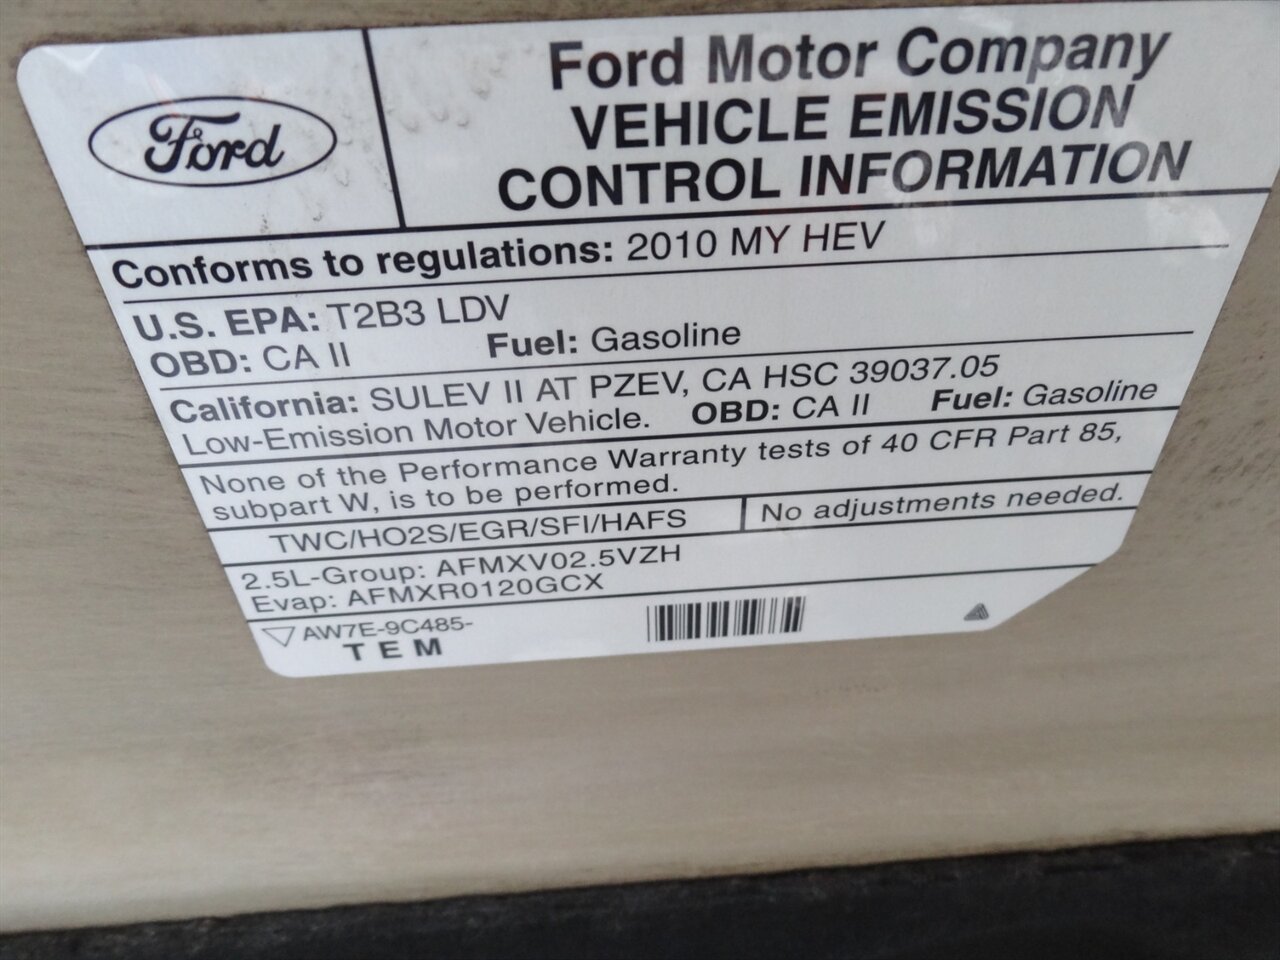 Ford
Ford Motor Company
VEHICLE EMISSION
CONTROL INFORMATION
Conforms to regulations: 2010 MY HEV
U.S. EPA: T2B3 LDV
OBD: CA II Fuel: Gasoline
California: SULEV II AT PZEV, CA HSC 39037.05
Low-Emission Motor Vehicle. OBD: CA II Fuel: Gasoline
None of the Performance Warranty tests of 40 CFR Part 85,
subpart W, is to be performed.
TWC/HO2S/EGR/SFI/HAFS No adjustments needed.
2.5L-Group: AFMXV02.5VZH
Evap: AFMXR0120GCX
AW7E-9C485-
TEM